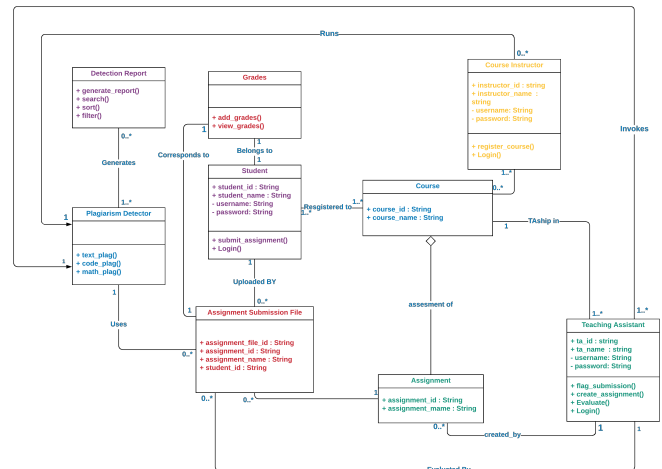 Runs
0..*
Course Instructor
+ instructor_id : string
+ instructor_name :
string
- username: String
- password: String
+ register_course()
+ Login()
1..*
0..*
Detection Report
+ generate_report()
+ search()
+ sort()
+ filter()
0..*
Generates
1..*
Grades
+ add_grades()
+ view_grades()
1
1
Corresponds to
Belongs to
1
Student
+ student_id : String
+ student_name : String
- username: String
- password: String
+ submit_assignment()
+ Login()
1..*
Resgistered to
1..*
Course
+ course_id : String
+ course_name : String
1
TAship in
1..*
Invokes
1..*
1
Plagiarism Detector
+ text_plag()
+ code_plag()
+ math_plag()
1
1
Uses
0..*
1
Uploaded BY
0..*
1
Assignment Submission File
+ assignment_file_id : String
+ assignment_id : String
+ assignment_name : String
+ student_id : String
0..*
0..*
assesment of
1
Assignment
+ assignment_id : String
+ assignment_mame : String
0..*
created_by
1
Teaching Assistant
+ ta_id : string
+ ta_name : string
- username: String
- password: String
+ flag_submission()
+ create_assignment()
+ Evaluate()
+ Login()
1
Evaluated By